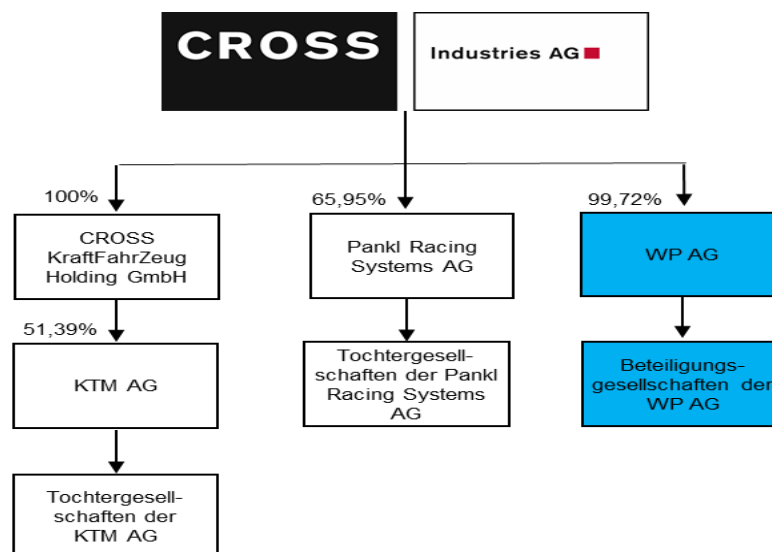 CROSS
Industries AG
100%
65,95%
99,72%
CROSS
KraftFahrZeug
Holding GmbH
Pankl Racing
Systems AG
WP AG
51,39%
KTM AG
Tochtergesell-
schaften der Pankl
Racing Systems
AG
Beteiligungs-
gesellschaften der
WP AG
Tochtergesell-
schaften der
KTM AG